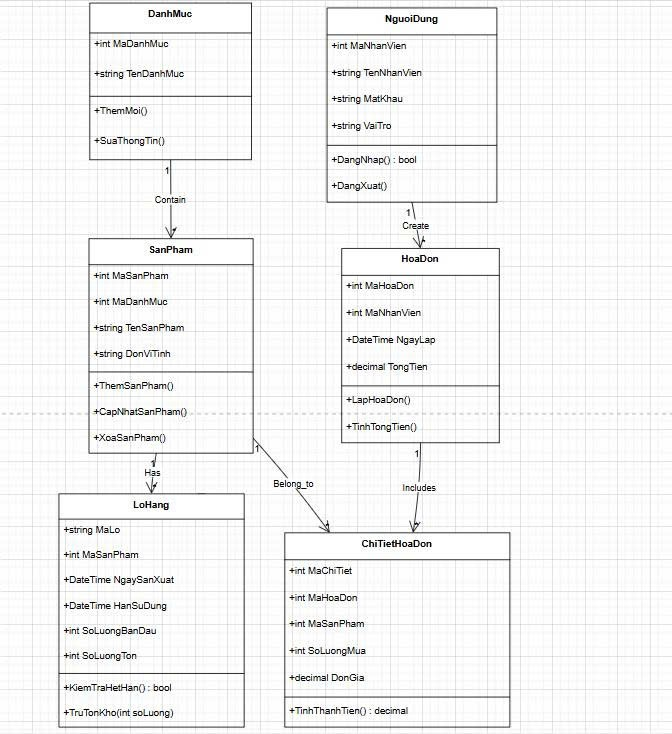 DanhMuc
+int MaDanhMuc
+string TenDanhMuc
+ThemMoi()
+SuaThongTin()
1
Contain
NguoiDung
+int MaNhanVien
+string TenNhanVien
+string MatKhau
+string VaiTro
+DangNhap() : bool
+DangXuat()
1
Create
SanPham
+int MaSanPham
+int MaDanhMuc
+string TenSanPham
+string DonViTinh
+ThemSanPham()
+CapNhatSanPham()
+XoaSanPham()
1
Has
1
Belong_to
HoaDon
+int MaHoaDon
+int MaNhanVien
+DateTime NgayLap
+decimal TongTien
+LapHoaDon()
+TinhTongTien()
1
Includes
LoHang
+string MaLo
+int MaSanPham
+DateTime NgaySanXuat
+DateTime HanSuDung
+int SoLuongBanDau
+int SoLuongTon
+KiemTraHetHan() : bool
+TruTonKho(int soLuong)
ChiTietHoaDon
+int MaChiTiet
+int MaHoaDon
+int MaSanPham
+int SoLuongMua
+decimal DonGia
+TinhThanhTien() : decimal